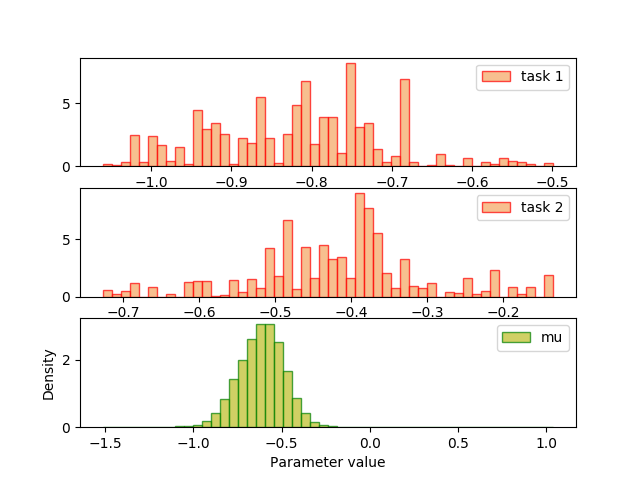 task 1
5
0
−1.0 −0.9 −0.8 −0.7 −0.6 −0.5
task 2
5
0
−0.7 −0.6 −0.5 −0.4 −0.3 −0.2
mu
2
0
Density
−1.5 −1.0 −0.5 0.0 0.5 1.0
Parameter value